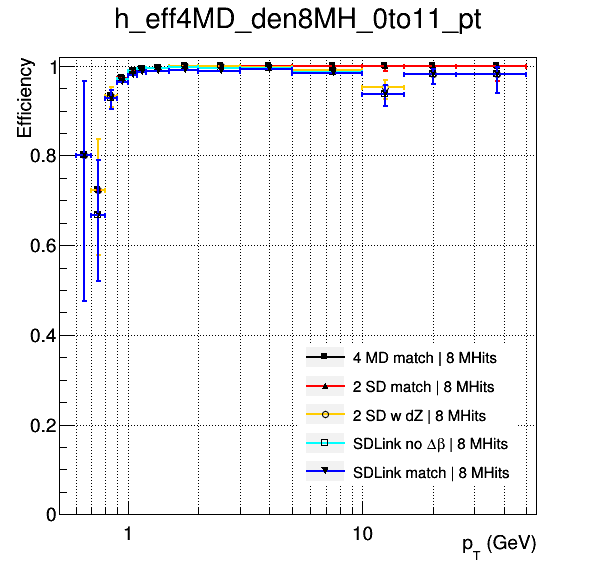 h_eff4MD_den8MH_0to11_pt
Efficiency
1
0.8
0.6
0.4
0.2
0
4 MD match | 8 MHits
2 SD match | 8 MHits
2 SD w dZ | 8 MHits
SDLink no Δβ | 8 MHits
SDLink match | 8 MHits
1
10
p_T (GeV)